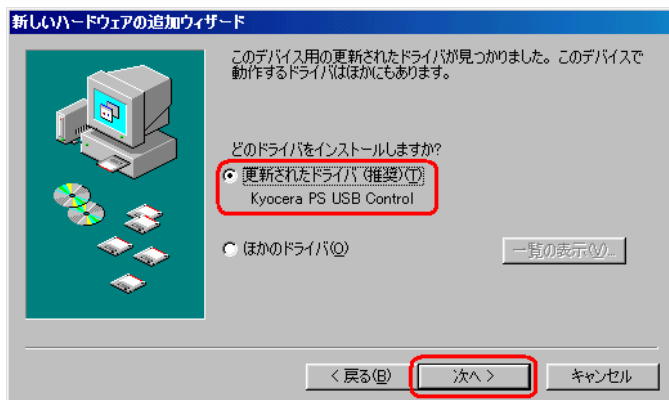 新しいハードウェアの追加ウィザード
このデバイス用の更新されたドライバが見つかりました。このデバイスで
動作するドライバはほかにもあります。
どのドライバをインストールしますか?
更新されたドライバ (推奨)(T)
Kyocera PS USB Control
ほかのドライバ(O)
一覧の表示(V)...
< 戻る(B)
次へ >
キャンセル